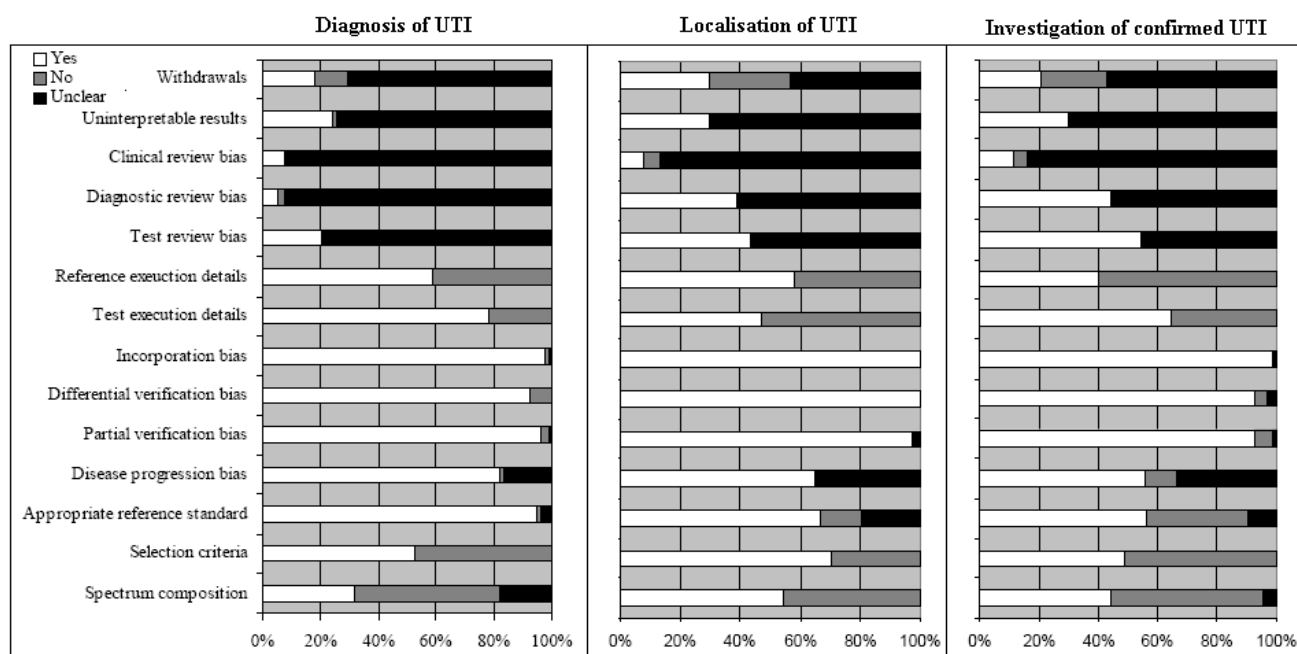 Diagnosis of UTI
Localisation of UTI
Investigation of confirmed UTI
Yes
No
Unclear
Withdrawals
Uninterpretable results
Clinical review bias
Diagnostic review bias
Test review bias
Reference exeuction details
Test execution details
Incorporation bias
Differential verification bias
Partial verification bias
Disease progression bias
Appropriate reference standard
Selection criteria
Spectrum composition
0% 20% 40% 60% 80% 100%
0% 20% 40% 60% 80% 100%
0% 20% 40% 60% 80% 100%